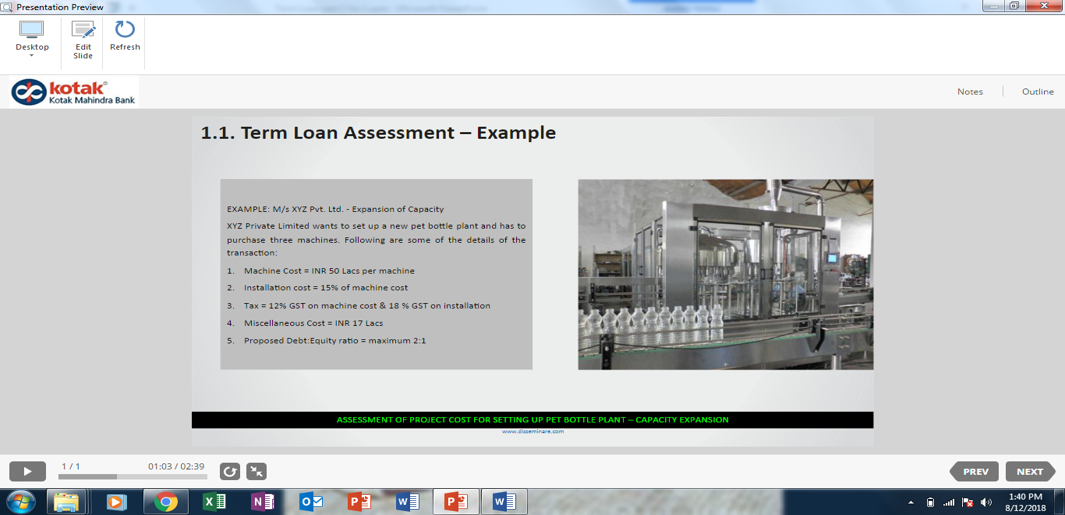 Presentation Preview
Desktop
Edit
Slide
Refresh
kotak®
Kotak Mahindra Bank
Notes
Outline
1.1. Term Loan Assessment – Example
EXAMPLE: M/s XYZ Pvt. Ltd. - Expansion of Capacity
XYZ Private Limited wants to set up a new pet bottle plant and has to
purchase three machines. Following are some of the details of the
transaction:
1. Machine Cost = INR 50 Lacs per machine
2. Installation cost = 15% of machine cost
3. Tax = 12% GST on machine cost & 18 % GST on installation
4. Miscellaneous Cost = INR 17 Lacs
5. Proposed Debt:Equity ratio = maximum 2:1
ASSESSMENT OF PROJECT COST FOR SETTING UP PET BOTTLE PLANT – CAPACITY EXPANSION
1 / 1
01:03 / 02:39
PREV
NEXT
1:40 PM
8/12/2018